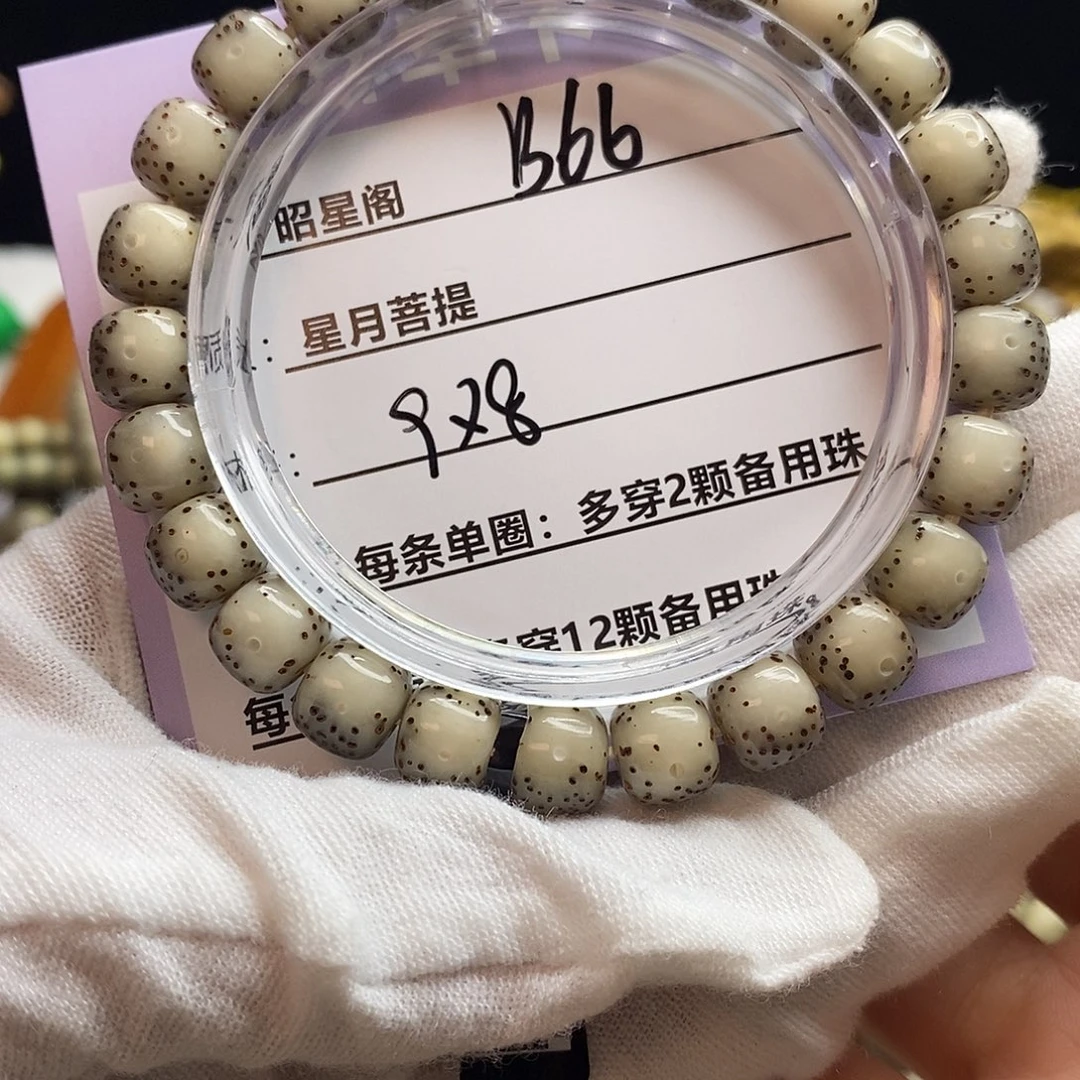 昭星阁 B66
星月菩提
9X8
每条单圈：多穿2颗备用珠
穿12颗备用珠
每